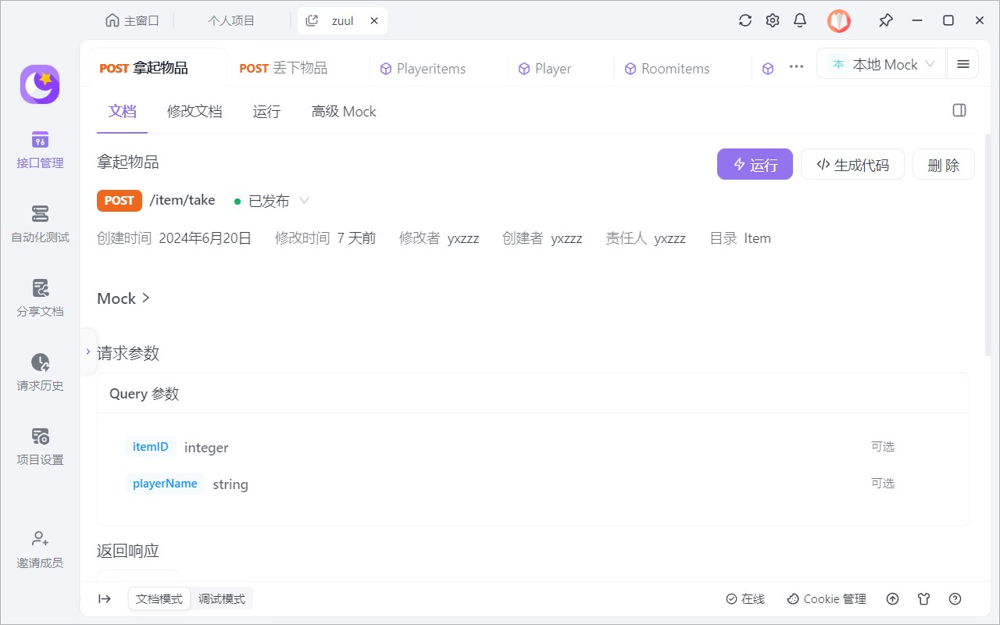 主窗口 个人项目 zuul
POST 拿起物品 POST 丢下物品 Playeritems Player Roomitems ••• 本 本地 Mock
文档 修改文档 运行 高级 Mock
接口管理
自动化测试
分享文档
请求历史
项目设置
邀请成员
拿起物品 运行 生成代码 删 除
POST /item/take 已发布
创建时间 2024年6月20日 修改时间 7 天前 修改者 yxzzz 创建者 yxzzz 责任人 yxzzz 目录 Item
Mock
请求参数
Query 参数
itemID integer 可选
playerName string 可选
返回响应
文档模式 调试模式 在线 Cookie 管理